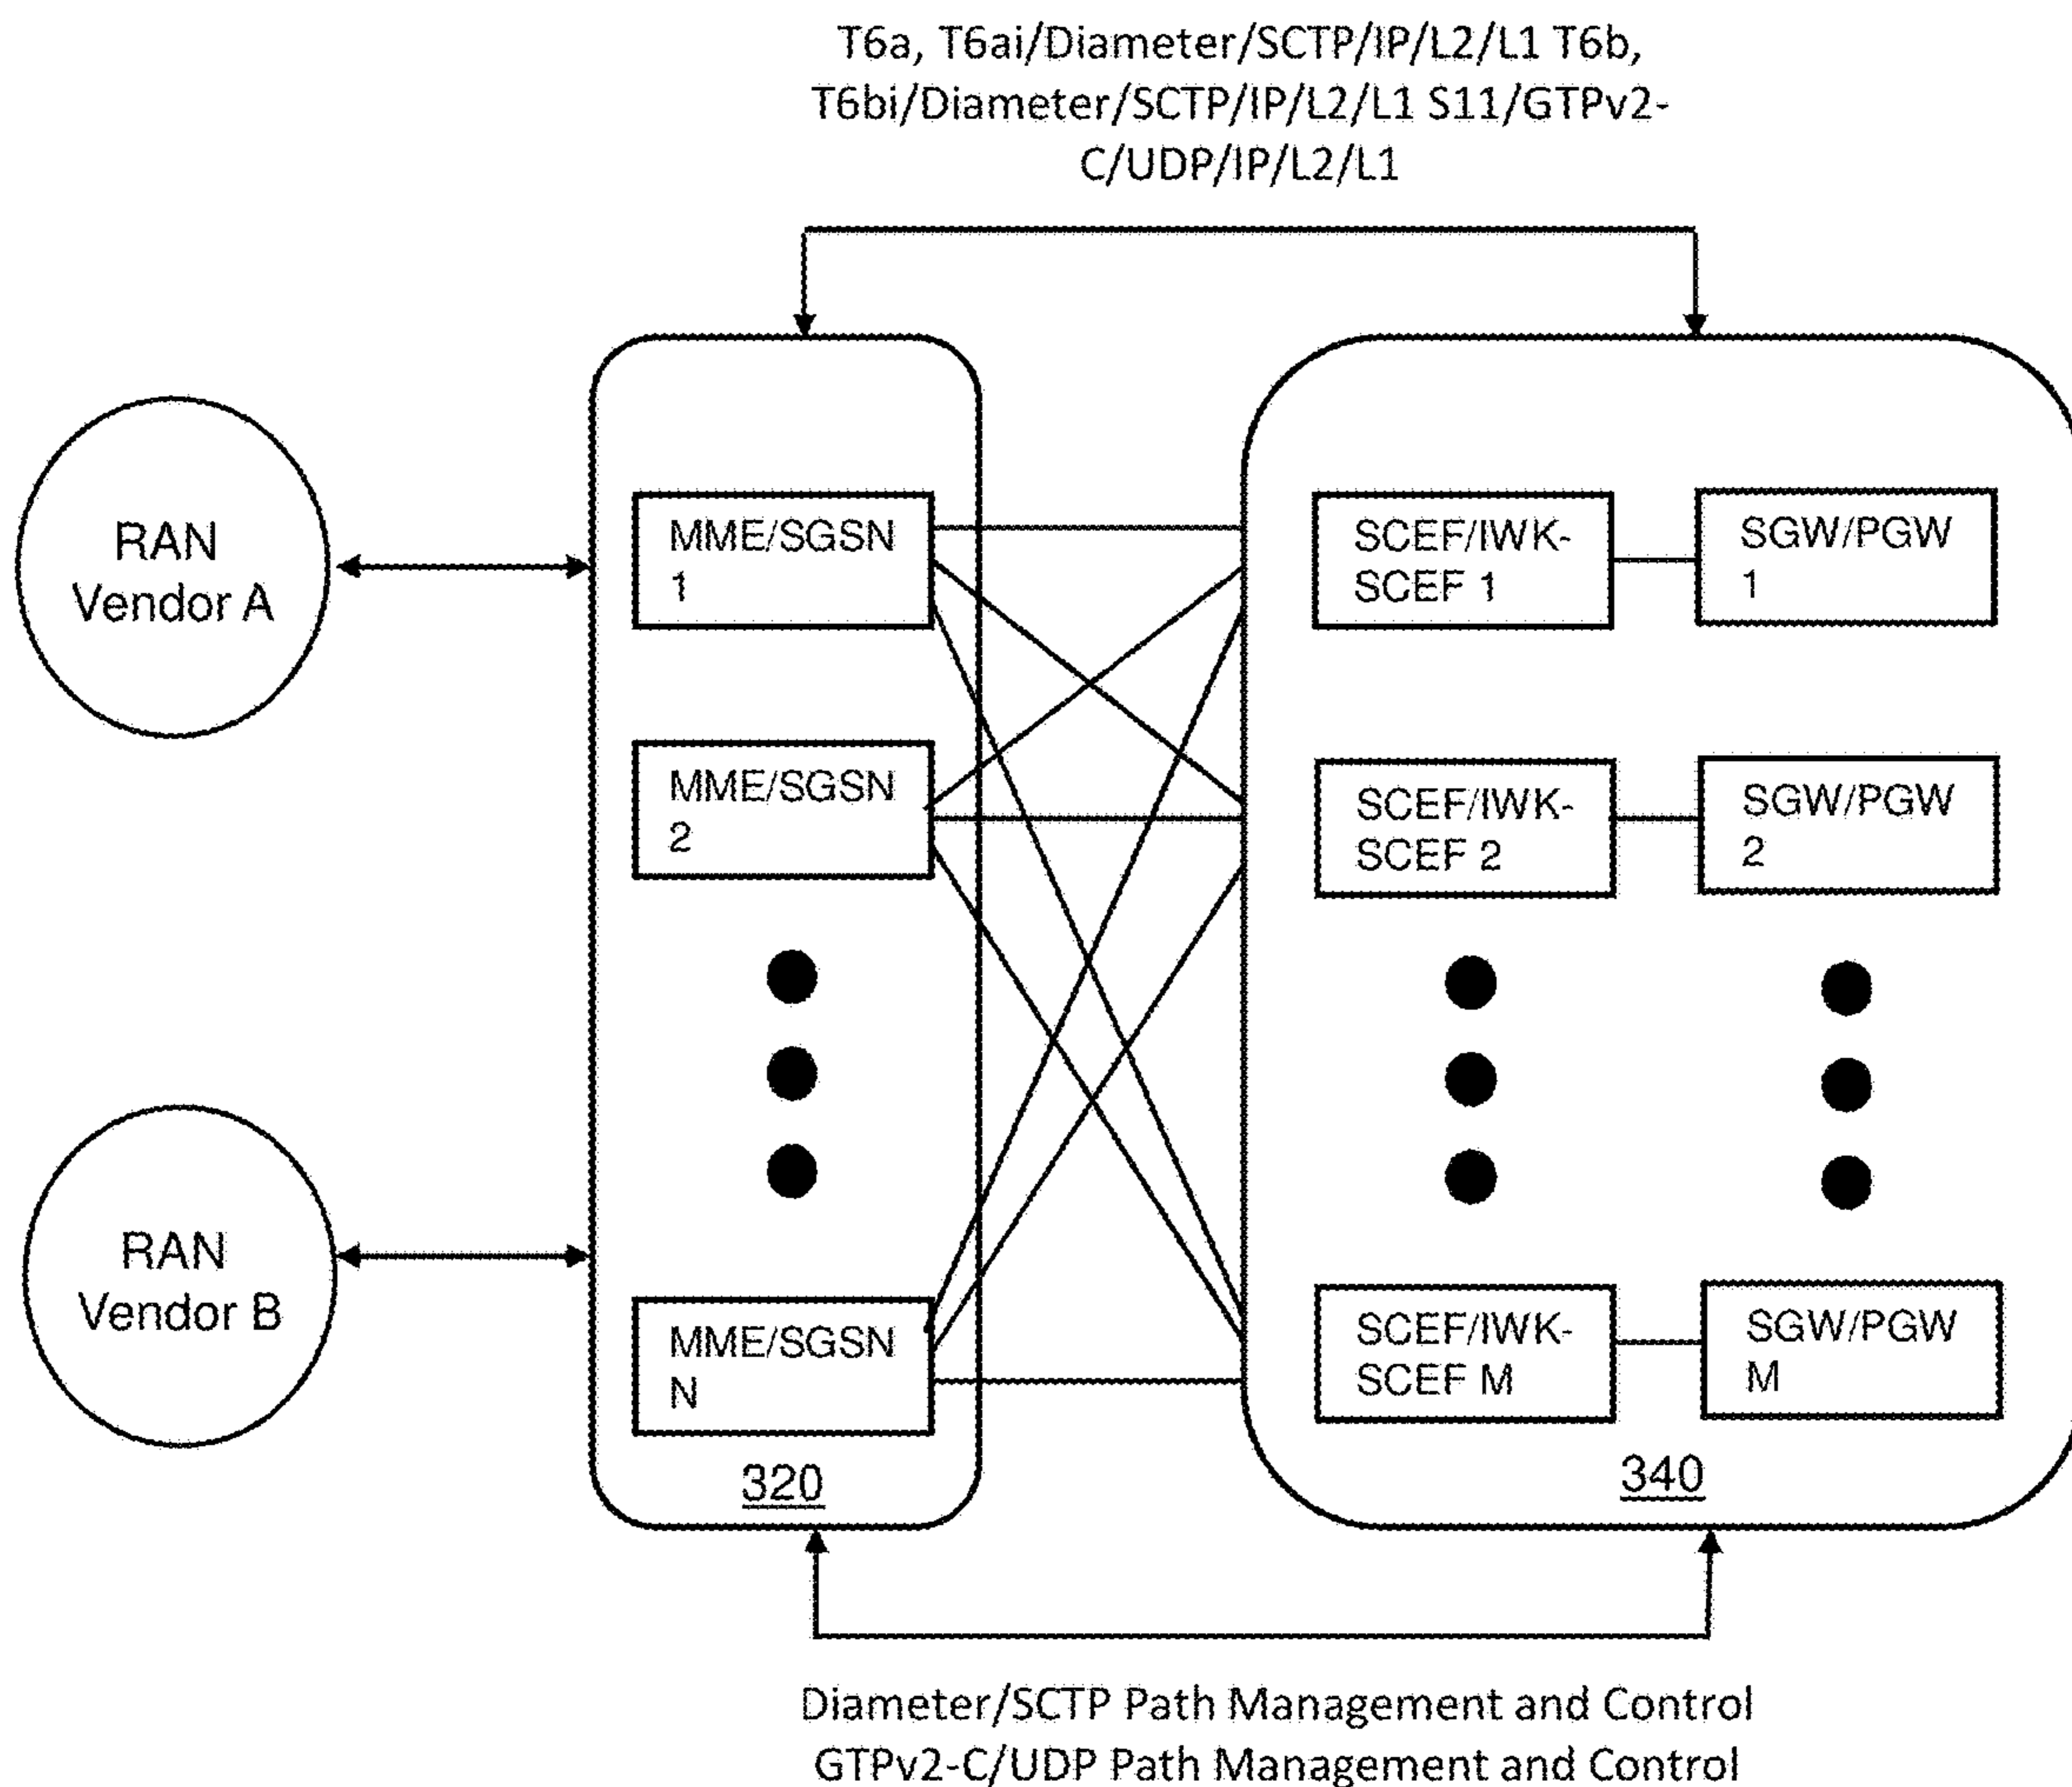 T6a, T6ai/Diameter/SCTP/IP/L2/L1 T6b,
T6bi/Diameter/SCTP/IP/L2/L1 S11/GTPv2-
C/UDP/IP/L2/L1
RAN
Vendor A
RAN
Vendor B
MME/SGSN
1
MME/SGSN
2
MME/SGSN
N
320
SCEF/IWK-
SCEF 1
SGW/PGW
1
SCEF/IWK-
SCEF 2
SGW/PGW
2
SCEF/IWK-
SCEF M
SGW/PGW
M
340
Diameter/SCTP Path Management and Control
GTPv2-C/UDP Path Management and Control